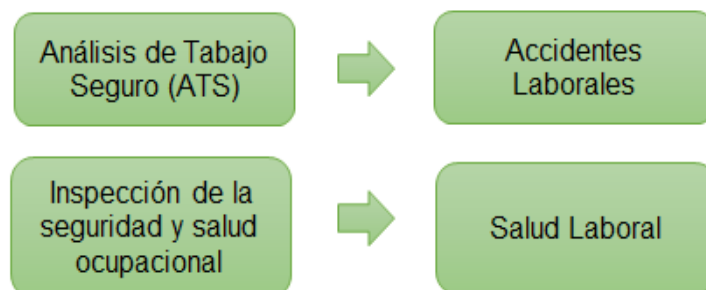 Análisis de Tabajo
Seguro (ATS)
Accidentes
Laborales
Inspección de la
seguridad y salud
ocupacional
Salud Laboral